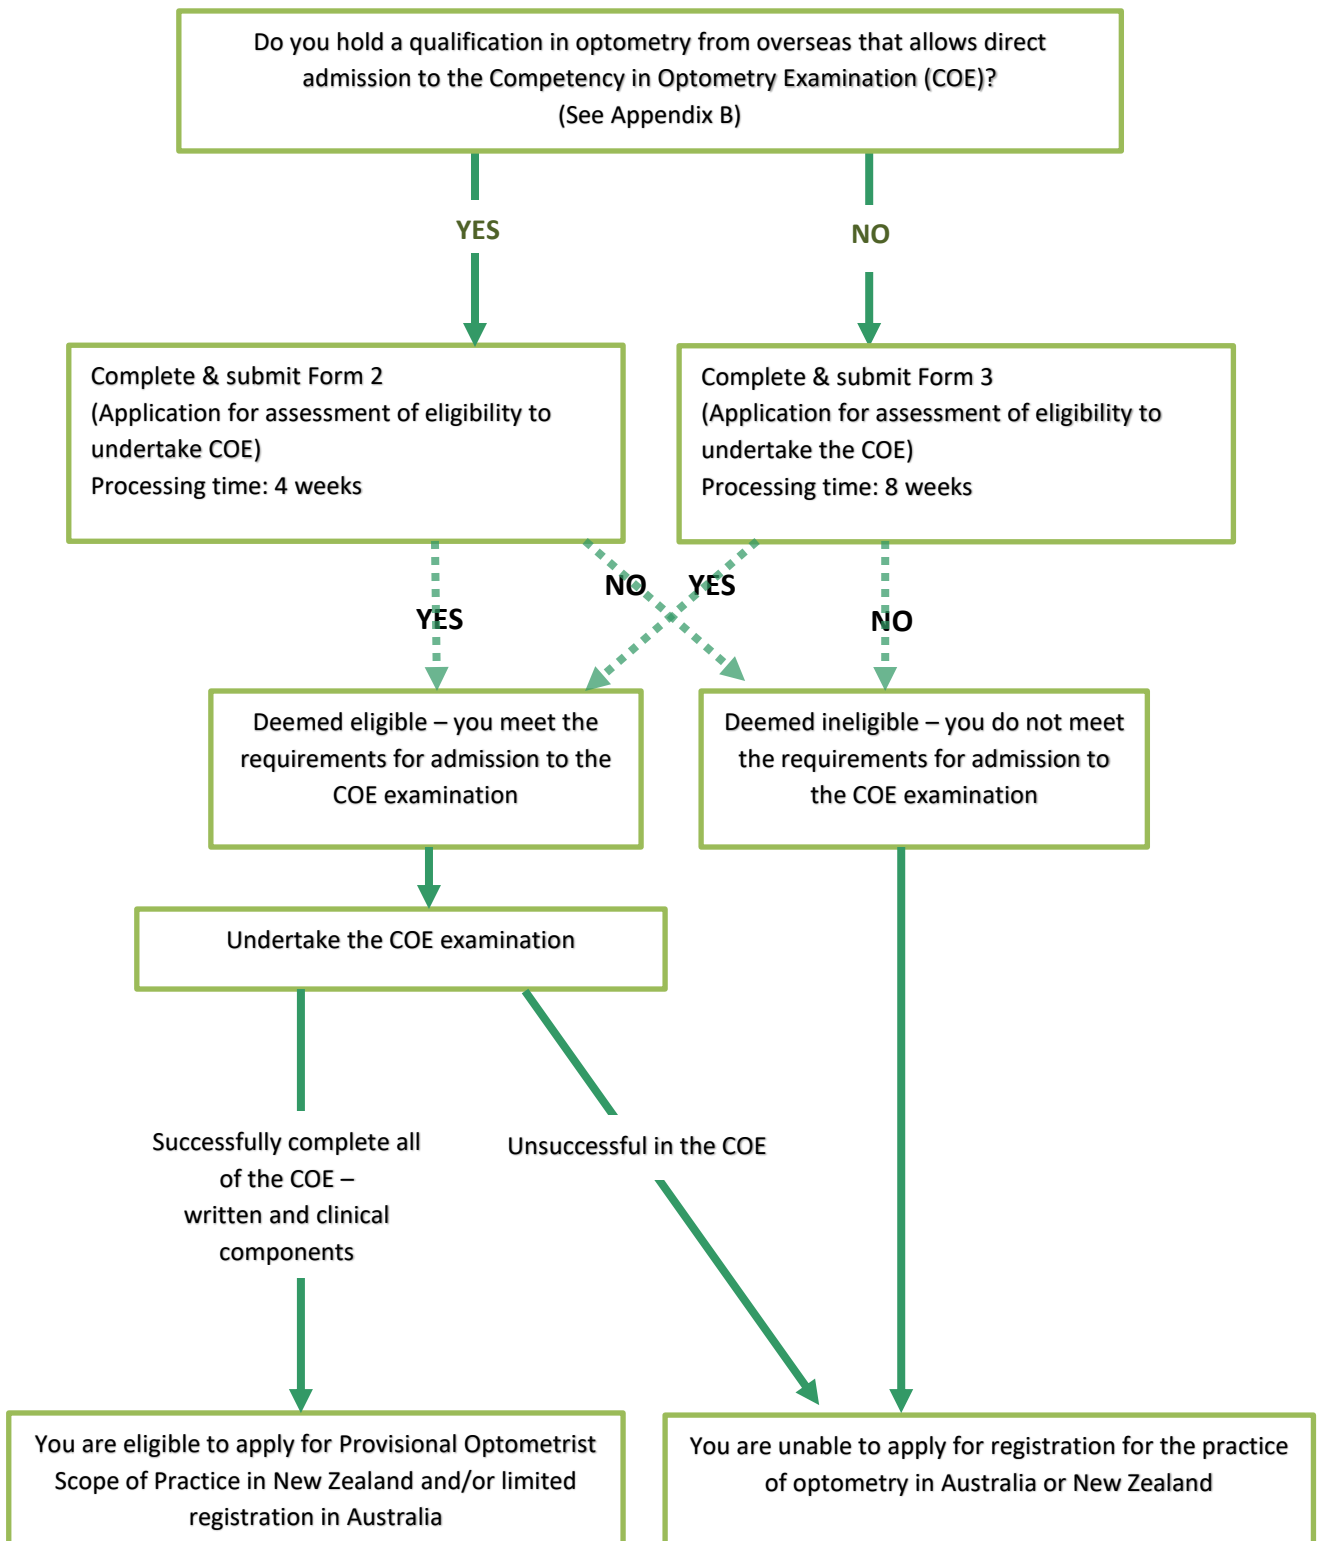 Do you hold a qualification in optometry from overseas that allows direct
admission to the Competency in Optometry Examination (COE)?
(See Appendix B)
YES
NO
Complete & submit Form 2
(Application for assessment of eligibility to
undertake COE)
Processing time: 4 weeks
Complete & submit Form 3
(Application for assessment of eligibility to
undertake the COE)
Processing time: 8 weeks
YES
NO
YES
NO
Deemed eligible – you meet the
requirements for admission to the
COE examination
Deemed ineligible – you do not meet
the requirements for admission to
the COE examination
Undertake the COE examination
Successfully complete all
of the COE –
written and clinical
components
Unsuccessful in the COE
You are eligible to apply for Provisional Optometrist
Scope of Practice in New Zealand and/or limited
registration in Australia
You are unable to apply for registration for the practice
of optometry in Australia or New Zealand